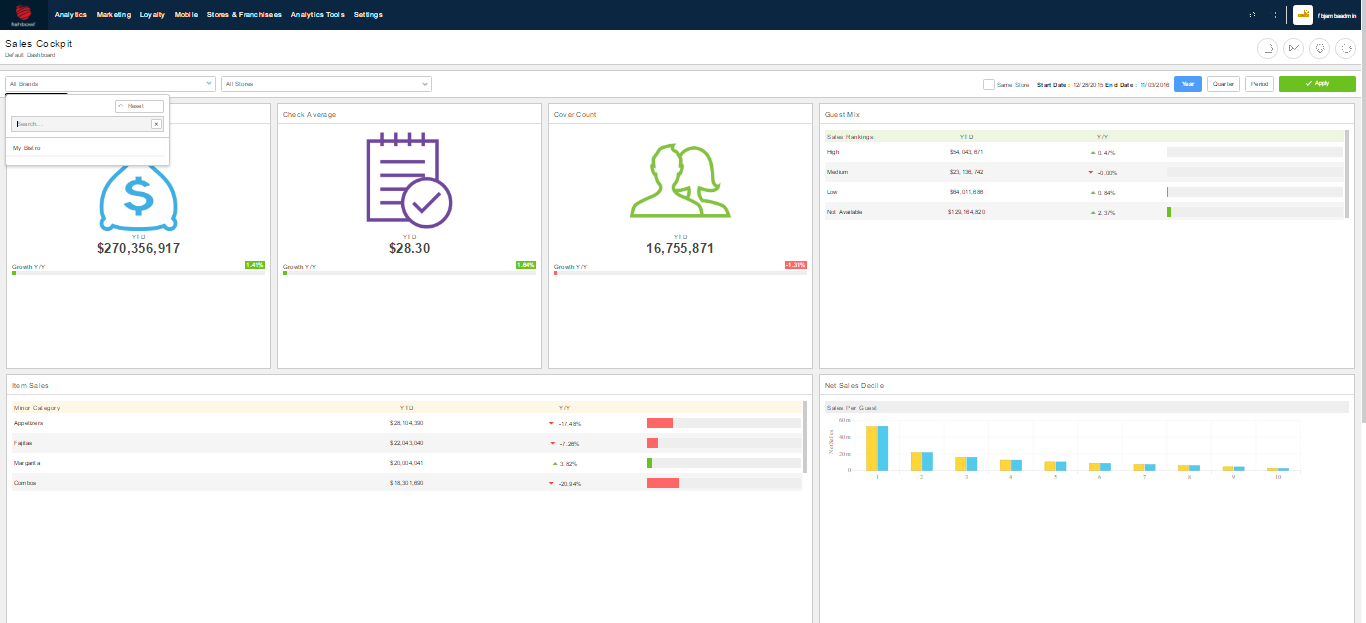 fishbowl
Analytics Marketing Loyalty Mobile Stores & Franchisees Analytics Tools Settings
fbjambaadmin
Sales Cockpit
Default Dashboard
All Brands
All Stores
Same Store Start Date : 12/28/2015 End Date : 11/03/2016
Year
Quarter
Period
Apply
Reset
Search...
My Bistro
YTD
$270,356,917
Growth Y/Y
1.41%
Check Average
YTD
$28.30
Growth Y/Y
1.64%
Cover Count
YTD
16,755,871
Growth Y/Y
-1.31%
Guest Mix
Sales Rankings YTD Y/Y
High $54,043,671 0.47%
Medium $23,136,742 -0.00%
Low $64,011,686 0.84%
Not Available $129,164,820 2.37%
Item Sales
Minor Category YTD Y/Y
Appetizers $28,104,390 -17.48%
Fajitas $22,043,040 -7.26%
Margarita $20,004,041 3.82%
Combos $18,301,690 -20.94%
Net Sales Decile
Sales Per Guest
NetSales
60m
40m
20m
0
1 2 3 4 5 6 7 8 9 10